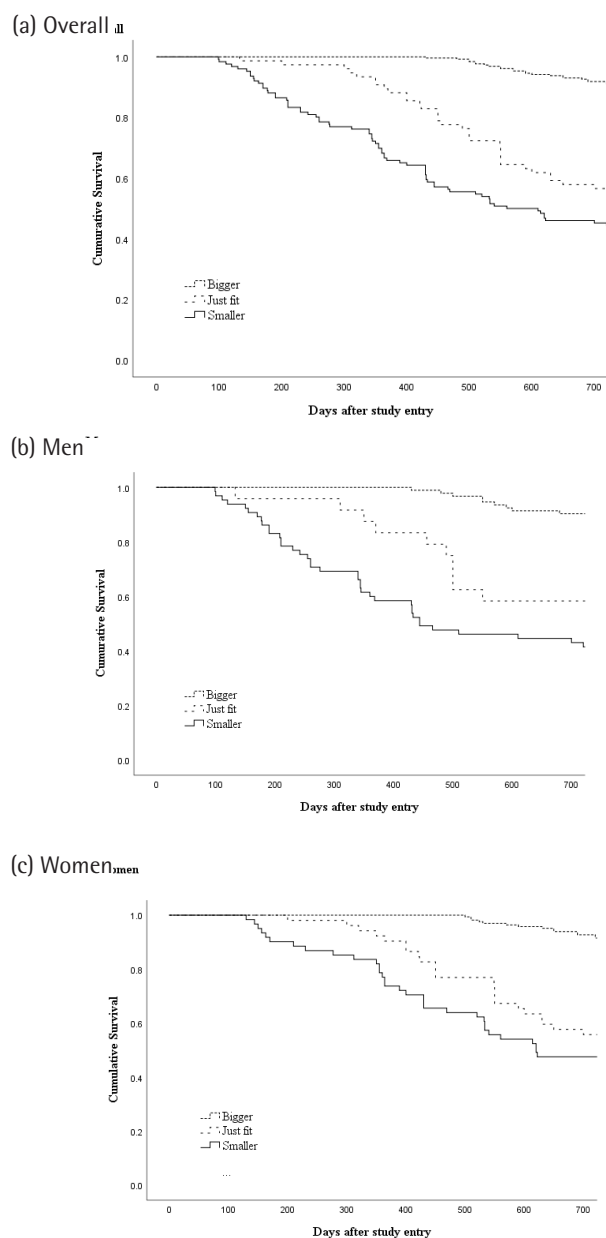 (a) Overall all
1.0
0.8
0.6
0.4
0.2
0.0
Cumurative Survival
Bigger
Just fit
Smaller
0 100 200 300 400 500 600 700
Days after study entry
(b) Men
1.0
0.8
0.6
0.4
0.2
0.0
Cumurative Survival
Bigger
Just fit
Smaller
0 100 200 300 400 500 600 700
Days after study entry
(c) Women omen
1.0
0.8
0.6
0.4
0.2
0.0
Cumulative Survival
Bigger
Just fit
Smaller
...
0 100 200 300 400 500 600 700
Days after study entry